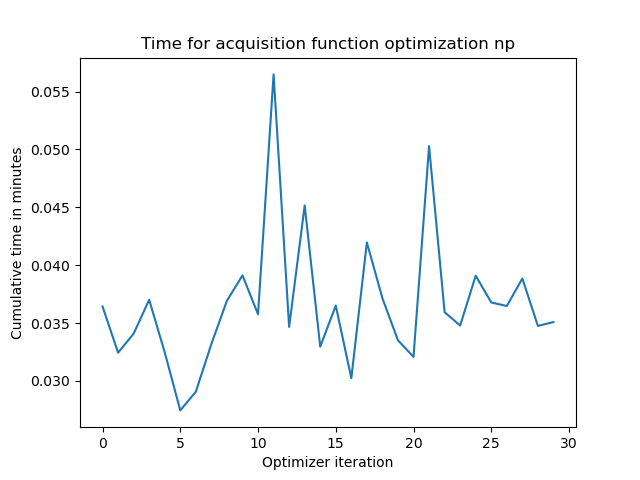 Time for acquisition function optimization np
0.055
0.050
0.045
0.040
0.035
0.030
Cumulative time in minutes
0 5 10 15 20 25 30
Optimizer iteration